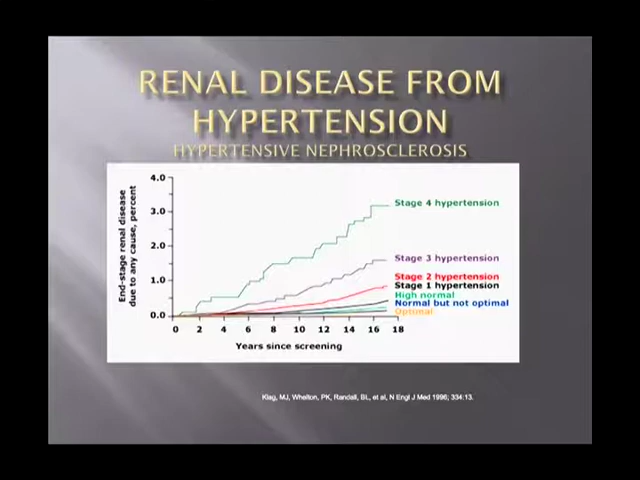 RENAL DISEASE FROM
HYPERTENSION
HYPERTENSIVE NEPHROSCLEROSIS
End-stage renal disease
due to any cause, percent
4.0
3.0
2.0
1.0
0.0
0 2 4 6 8 10 12 14 16 18
Years since screening
Stage 4 hypertension
Stage 3 hypertension
Stage 2 hypertension
Stage 1 hypertension
High normal
Normal but not optimal
Optimal
Klag, MJ, Whelton, PK, Randall, BL, et al, N Engl J Med 1996; 334:13.